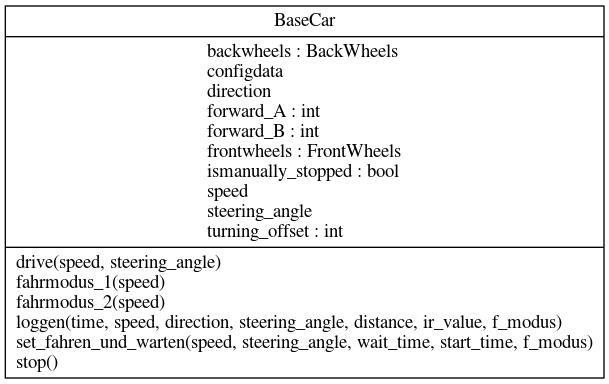 BaseCar
backwheels : BackWheels
configdata
direction
forward_A : int
forward_B : int
frontwheels : FrontWheels
ismanually_stopped : bool
speed
steering_angle
turning_offset : int
drive(speed, steering_angle)
fahrmodus_1(speed)
fahrmodus_2(speed)
loggen(time, speed, direction, steering_angle, distance, ir_value, f_modus)
set_fahren_und_warten(speed, steering_angle, wait_time, start_time, f_modus)
stop()